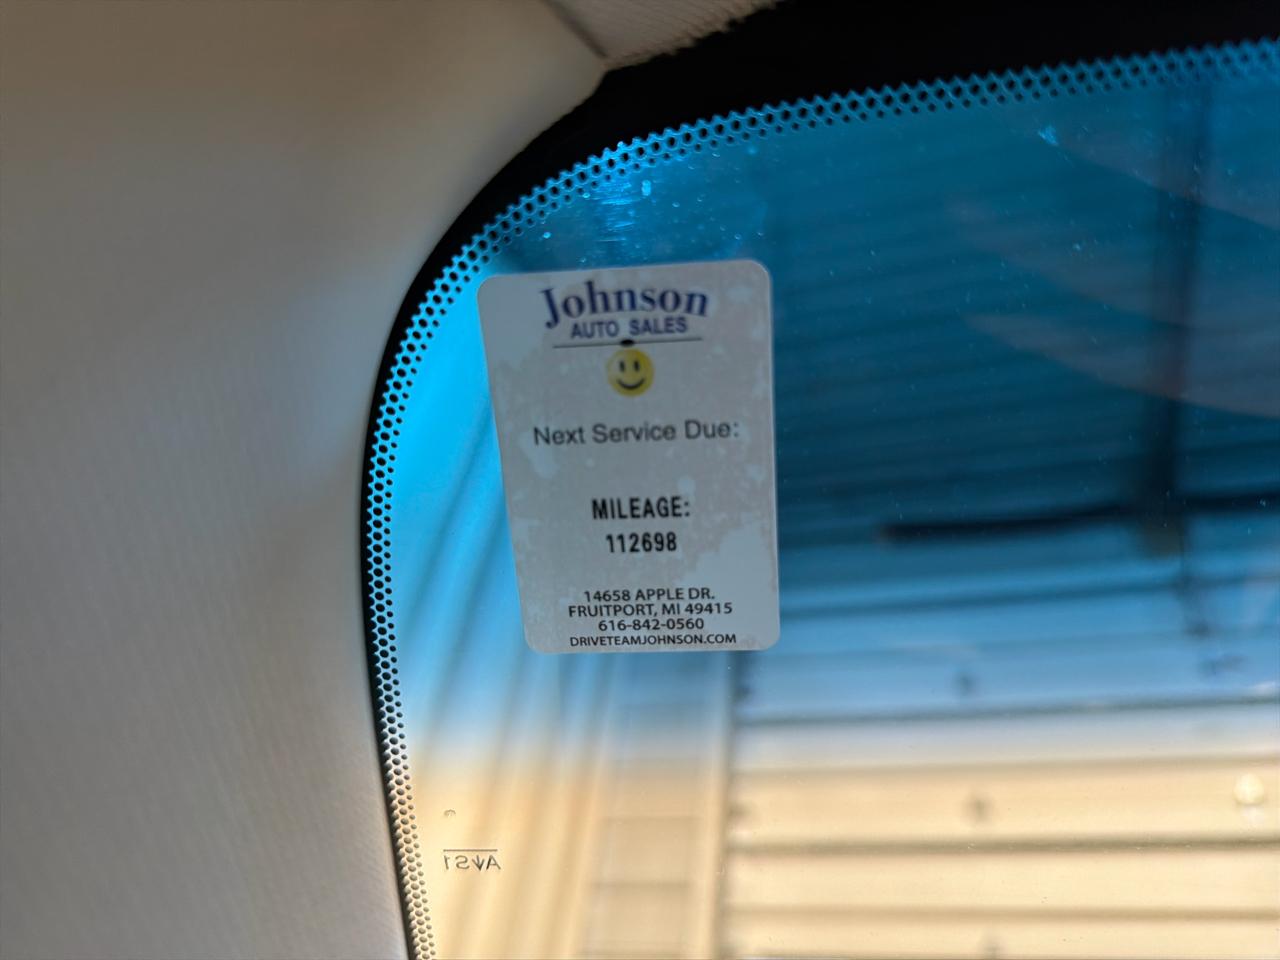 Johnson
AUTO SALES
Next Service Due:
MILEAGE:
112698
14658 APPLE DR.
FRUITPORT, MI 49415
616-842-0560
DRIVETEAMJOHNSON.COM
AS1